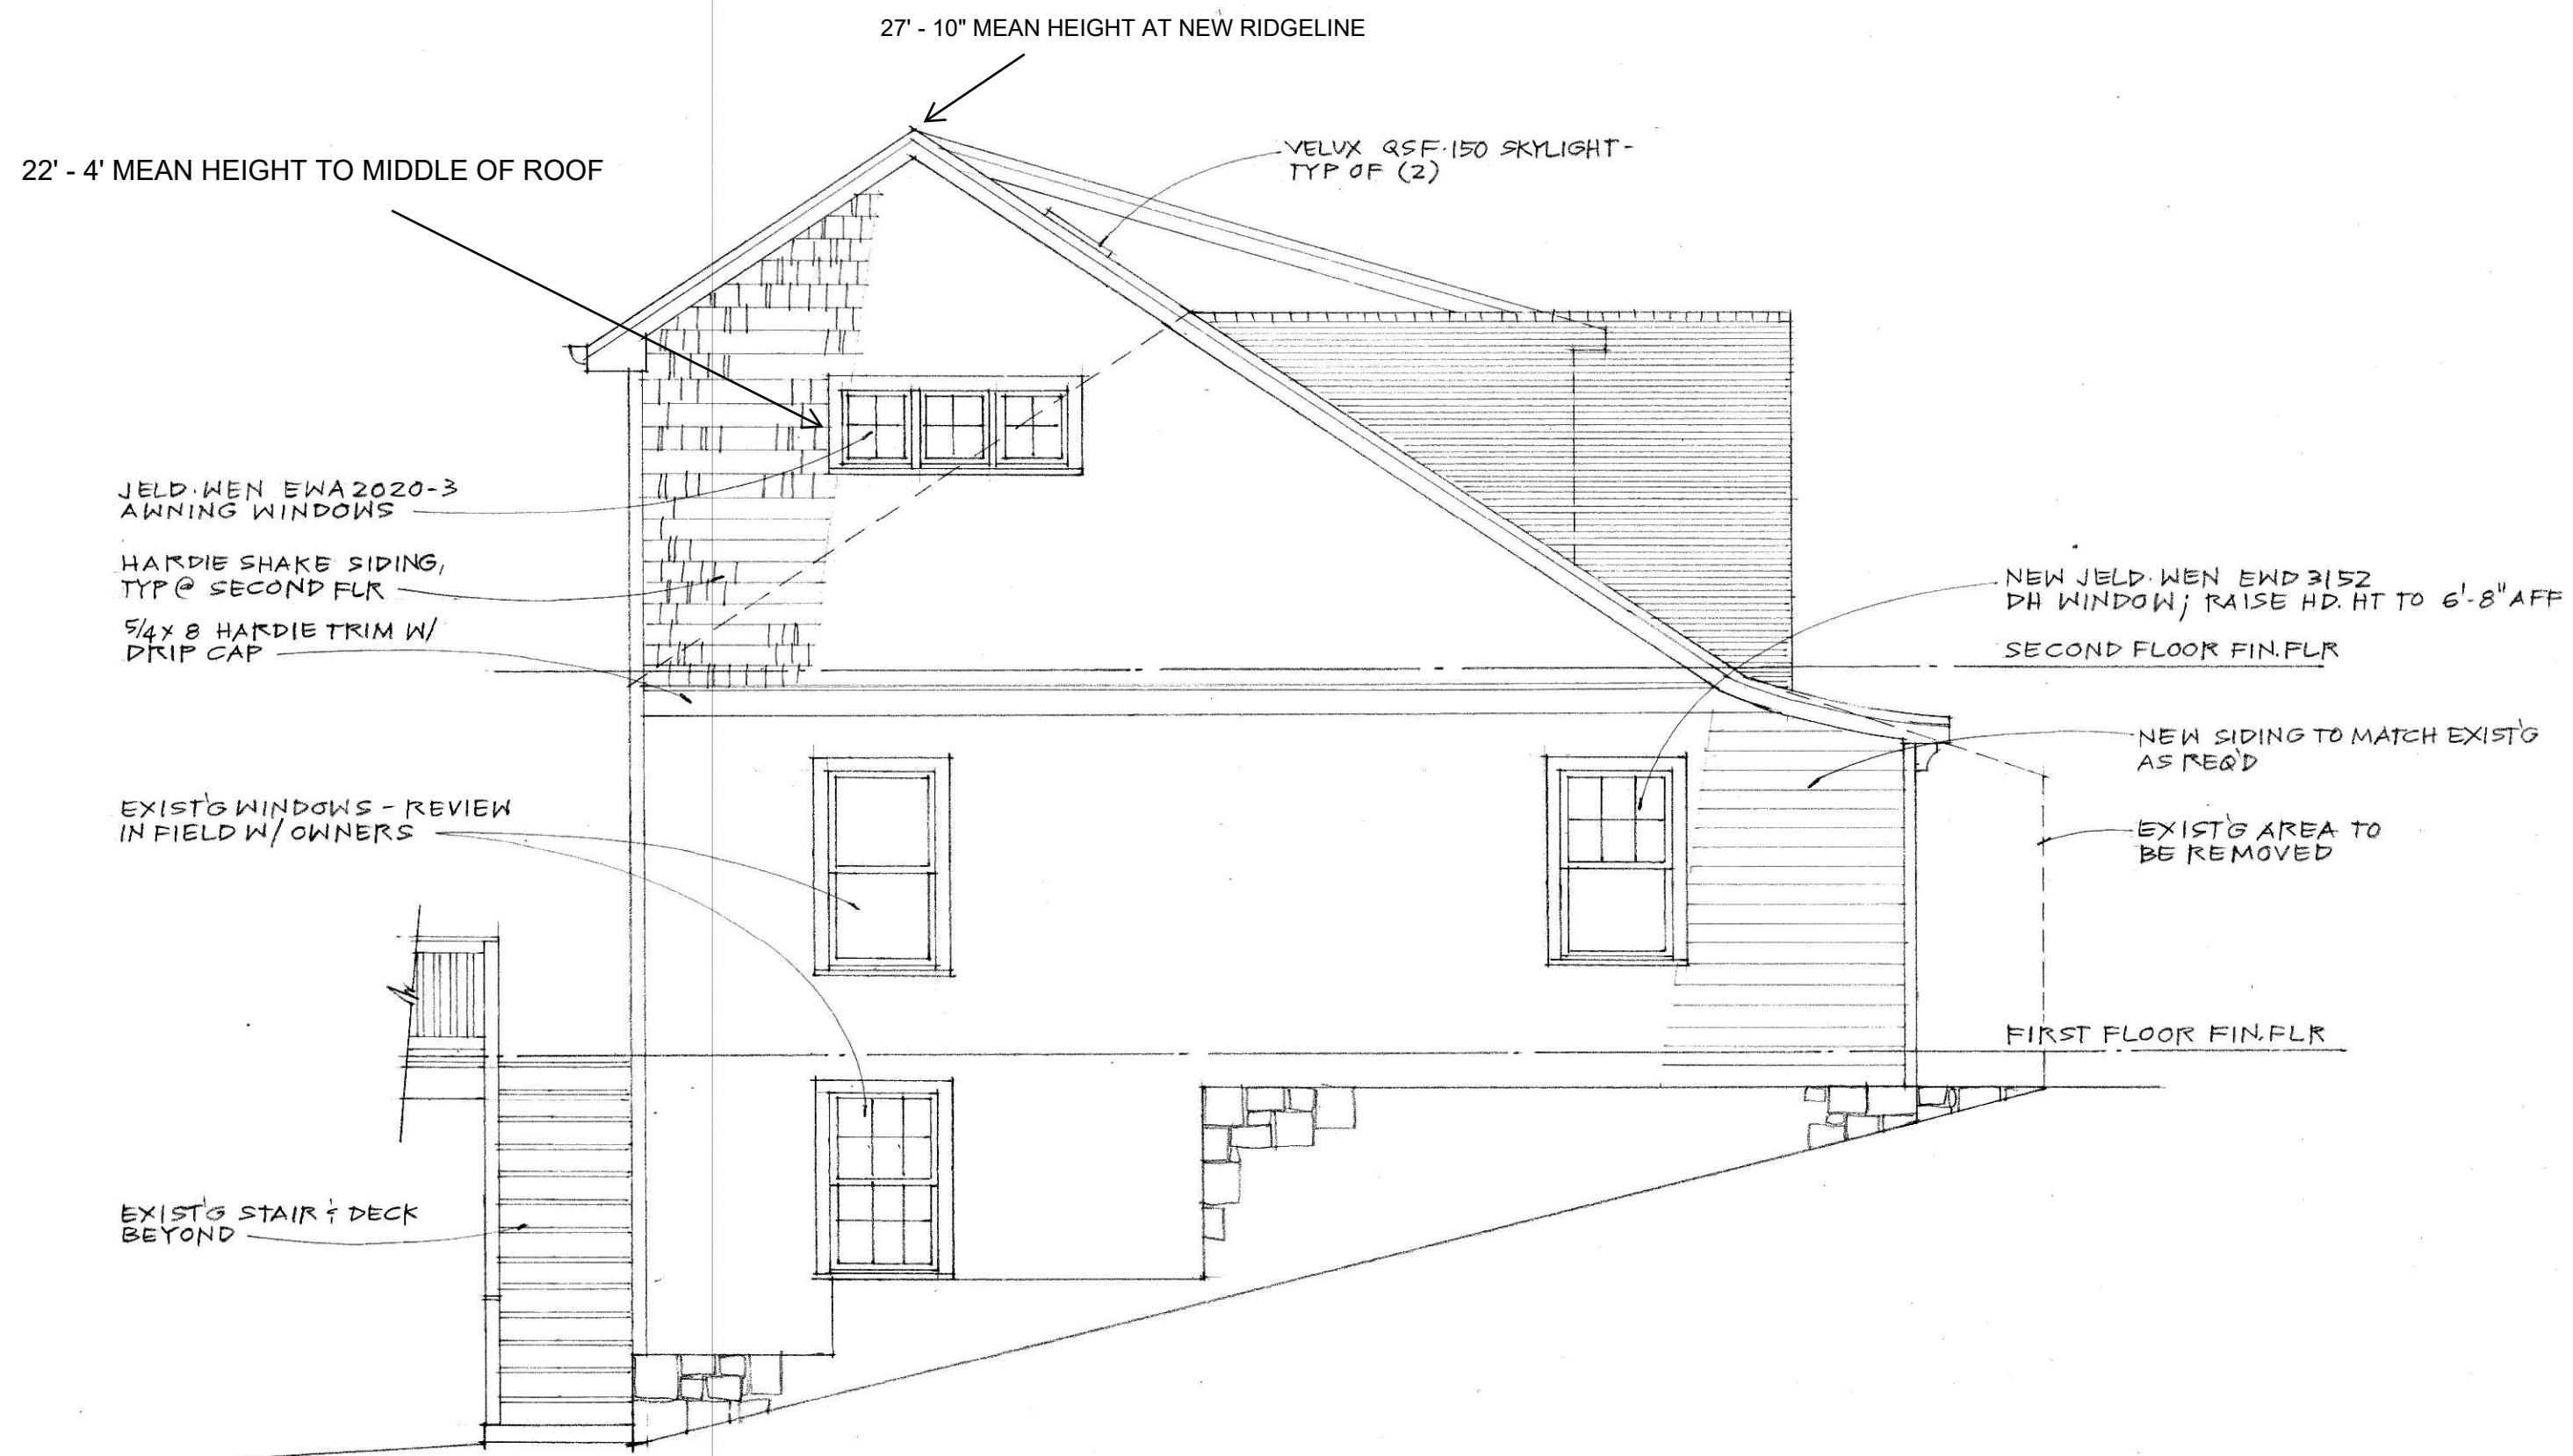 27' - 10" MEAN HEIGHT AT NEW RIDGELINE
22' - 4' MEAN HEIGHT TO MIDDLE OF ROOF
VELUX QSF-150 SKYLIGHT-
TYP OF (2)
JELD-WEN EWA2020-3
AWNING WINDOWS
HARDIE SHAKE SIDING,
TYP @ SECOND FLR
5/4 X 8 HARDIE TRIM W/
DRIP CAP
NEW JELD-WEN EWD 3152
DH WINDOW; RAISE HD. HT TO 6'-8" AFF
SECOND FLOOR FIN.FLR
NEW SIDING TO MATCH EXIST'G
AS REQ'D
EXIST'G WINDOWS - REVIEW
IN FIELD W/ OWNERS
EXIST'G AREA TO
BE REMOVED
FIRST FLOOR FIN.FLR
EXIST'G STAIR & DECK
BEYOND